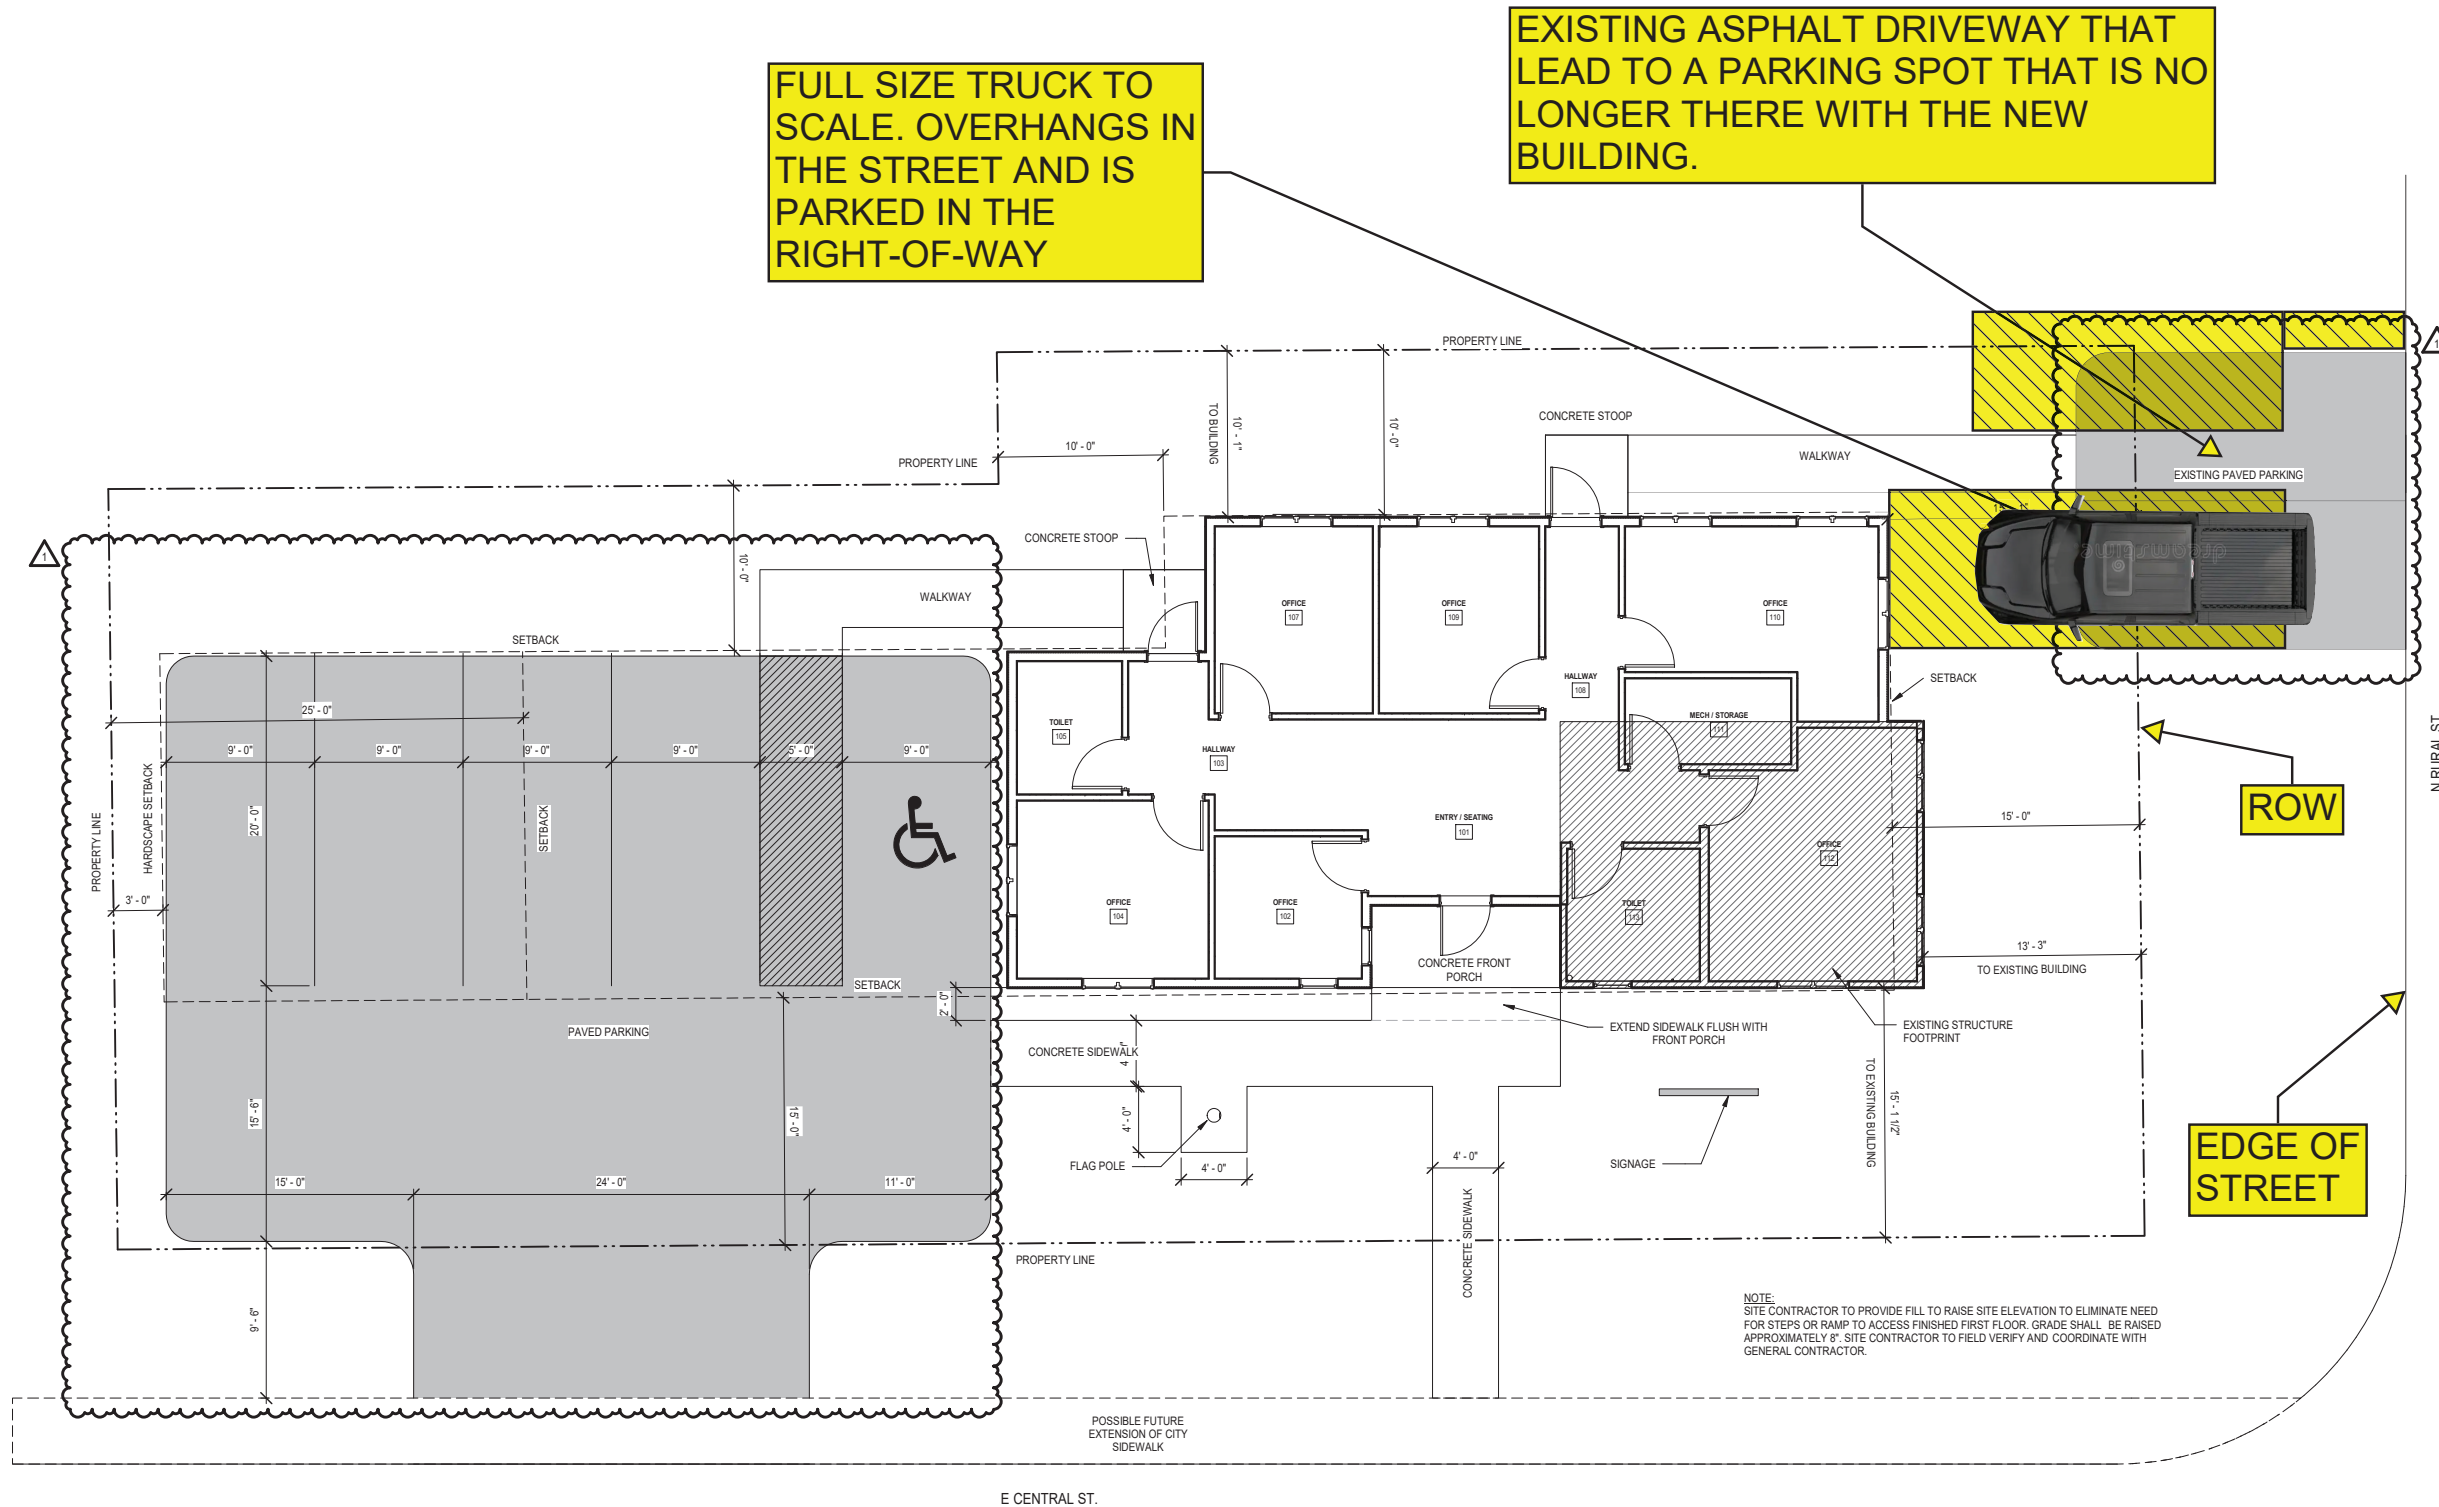 EXISTING ASPHALT DRIVEWAY THAT
LEAD TO A PARKING SPOT THAT IS NO
LONGER THERE WITH THE NEW
BUILDING.
FULL SIZE TRUCK TO
SCALE. OVERHANGS IN
THE STREET AND IS
PARKED IN THE
RIGHT-OF-WAY
PROPERTY LINE
1
CONCRETE STOOP
TO BUILDING
10' - 1"
10' - 0"
10' - 0"
WALKWAY
PROPERTY LINE
EXISTING PAVED PARKING
dreamstime
CONCRETE STOOP
1
10' - 0"
WALKWAY
SETBACK
OFFICE
107
OFFICE
109
OFFICE
110
HALLWAY
108
SETBACK
25' - 0"
TOILET
105
MECH / STORAGE
111
N RURAL ST.
9' - 0"
9' - 0"
9' - 0"
9' - 0"
5' - 0"
9' - 0"
HALLWAY
103
ROW
PROPERTY LINE
HARDSCAPE SETBACK
20' - 0"
SETBACK
ENTRY / SEATING
101
15' - 0"
OFFICE
112
3' - 0"
OFFICE
104
OFFICE
102
TOILET
113
13' - 3"
TO EXISTING BUILDING
CONCRETE FRONT
PORCH
SETBACK
2' - 0"
PAVED PARKING
EXTEND SIDEWALK FLUSH WITH
FRONT PORCH
EXISTING STRUCTURE
FOOTPRINT
CONCRETE SIDEWALK
15' - 6"
15' - 0"
4' - 0"
TO EXISTING BUILDING
15' - 1 1/2"
FLAG POLE
4' - 0"
4' - 0"
SIGNAGE
EDGE OF
STREET
15' - 0"
24' - 0"
11' - 0"
CONCRETE SIDEWALK
PROPERTY LINE
9' - 6"
NOTE:
SITE CONTRACTOR TO PROVIDE FILL TO RAISE SITE ELEVATION TO ELIMINATE NEED
FOR STEPS OR RAMP TO ACCESS FINISHED FIRST FLOOR. GRADE SHALL BE RAISED
APPROXIMATELY 8". SITE CONTRACTOR TO FIELD VERIFY AND COORDINATE WITH
GENERAL CONTRACTOR.
POSSIBLE FUTURE
EXTENSION OF CITY
SIDEWALK
E CENTRAL ST.